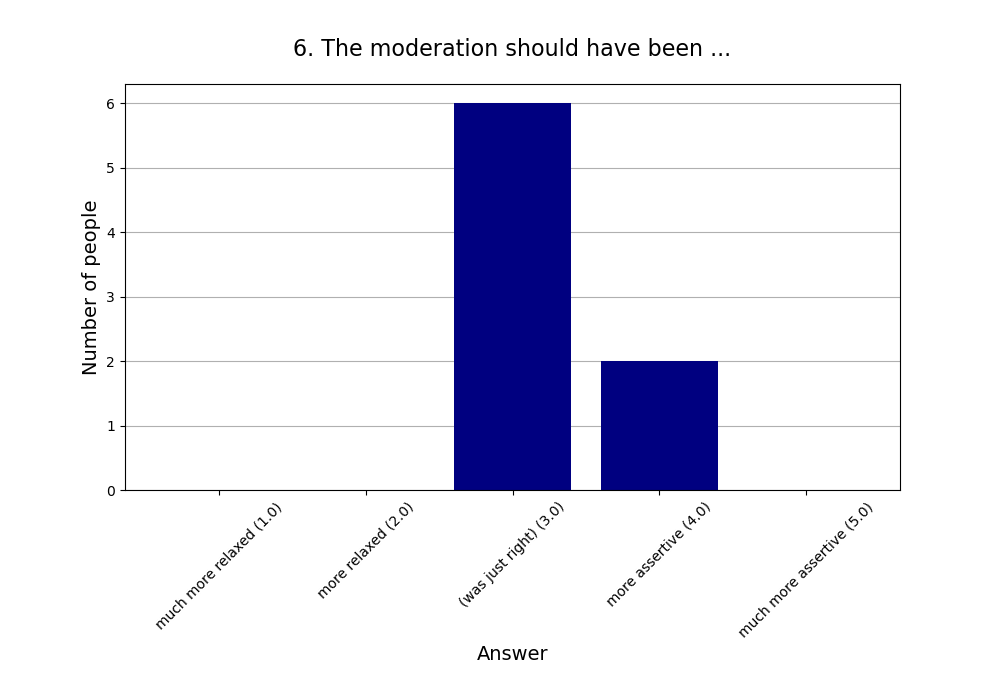 6. The moderation should have been ...
6
5
4
3
2
1
0
Number of people
much more relaxed (1.0)
more relaxed (2.0)
(was just right) (3.0)
more assertive (4.0)
much more assertive (5.0)
Answer